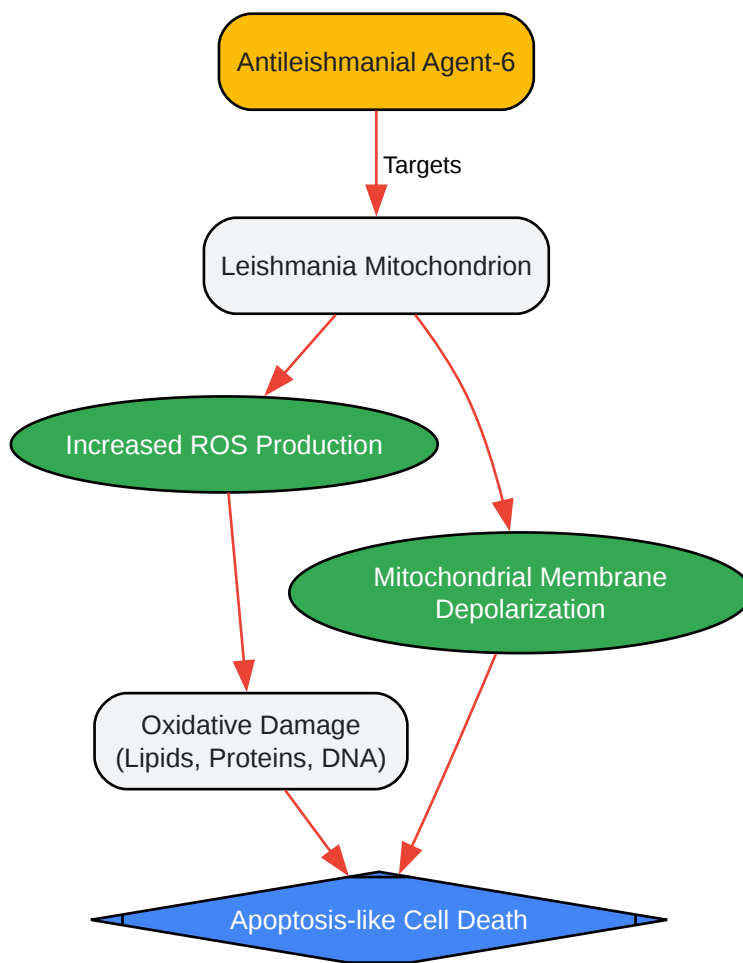 Antileishmanial Agent-6
Targets
Leishmania Mitochondrion
Increased ROS Production
Mitochondrial Membrane
Depolarization
Oxidative Damage
(Lipids, Proteins, DNA)
Apoptosis-like Cell Death